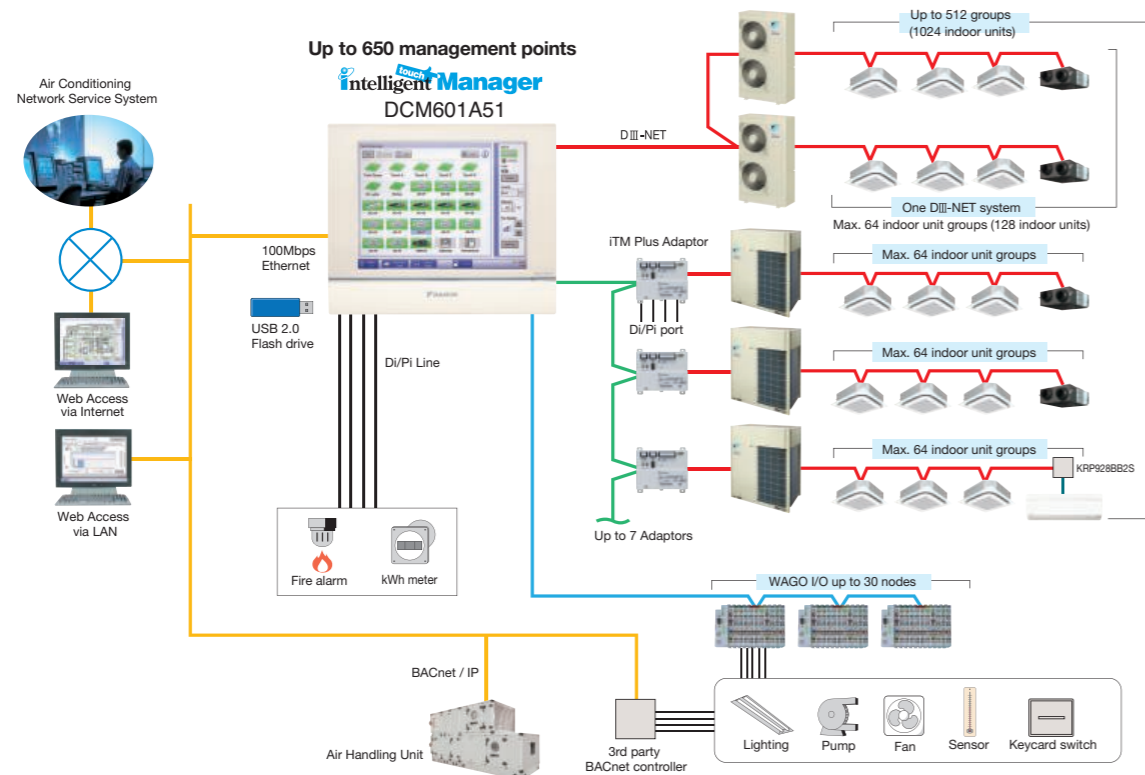 Up to 650 management points
intelligent touch Manager
DCM601A51
Air Conditioning
Network Service System
100Mbps
Ethernet
USB 2.0
Flash drive
Web Access
via Internet
Web Access
via LAN
Di/Pi Line
Fire alarm
kWh meter
DIII-NET
Up to 512 groups
(1024 indoor units)
One DIII-NET system
Max. 64 indoor unit groups (128 indoor units)
iTM Plus Adaptor
Di/Pi port
Max. 64 indoor unit groups
Max. 64 indoor unit groups
Max. 64 indoor unit groups
KRP928BB2S
Up to 7 Adaptors
WAGO I/O up to 30 nodes
BACnet / IP
Air Handling Unit
3rd party
BACnet controller
Lighting
Pump
Fan
Sensor
Keycard switch
DAIKIN